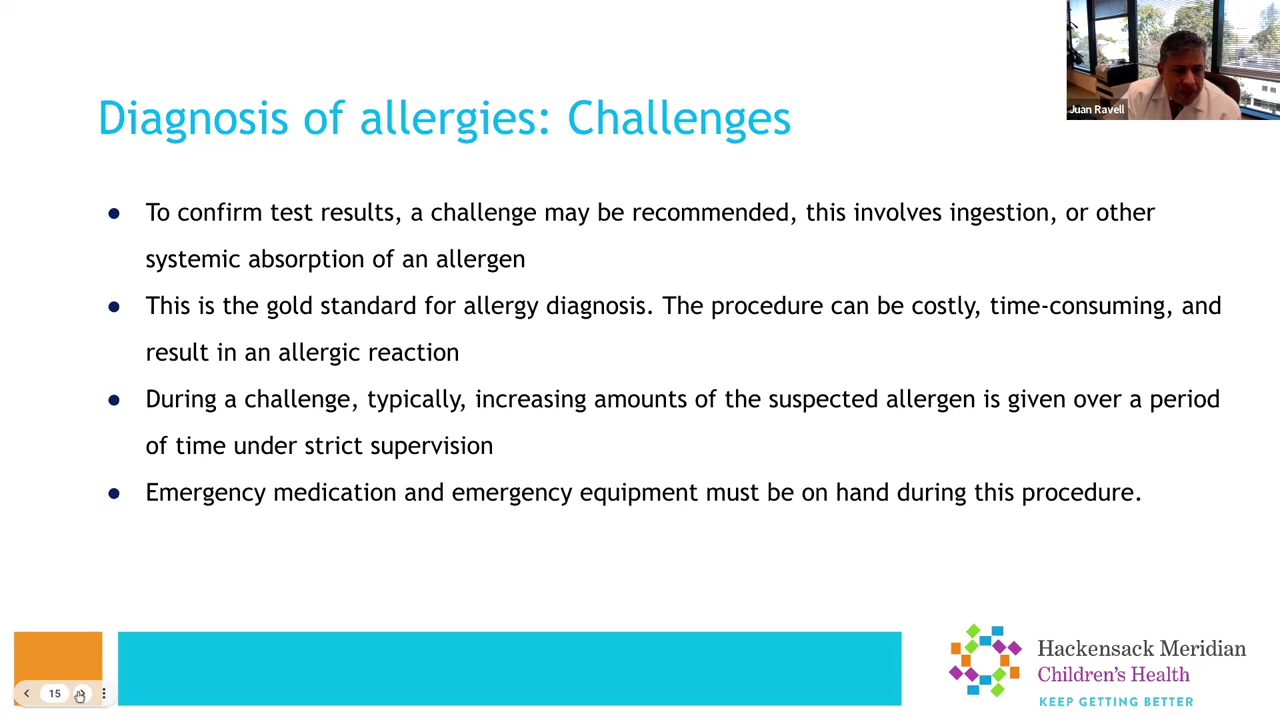 Juan Ravell
Diagnosis of allergies: Challenges
● To confirm test results, a challenge may be recommended, this involves ingestion, or other
systemic absorption of an allergen
● This is the gold standard for allergy diagnosis. The procedure can be costly, time-consuming, and
result in an allergic reaction
● During a challenge, typically, increasing amounts of the suspected allergen is given over a period
of time under strict supervision
● Emergency medication and emergency equipment must be on hand during this procedure.
15
Hackensack Meridian
Children's Health
KEEP GETTING BETTER